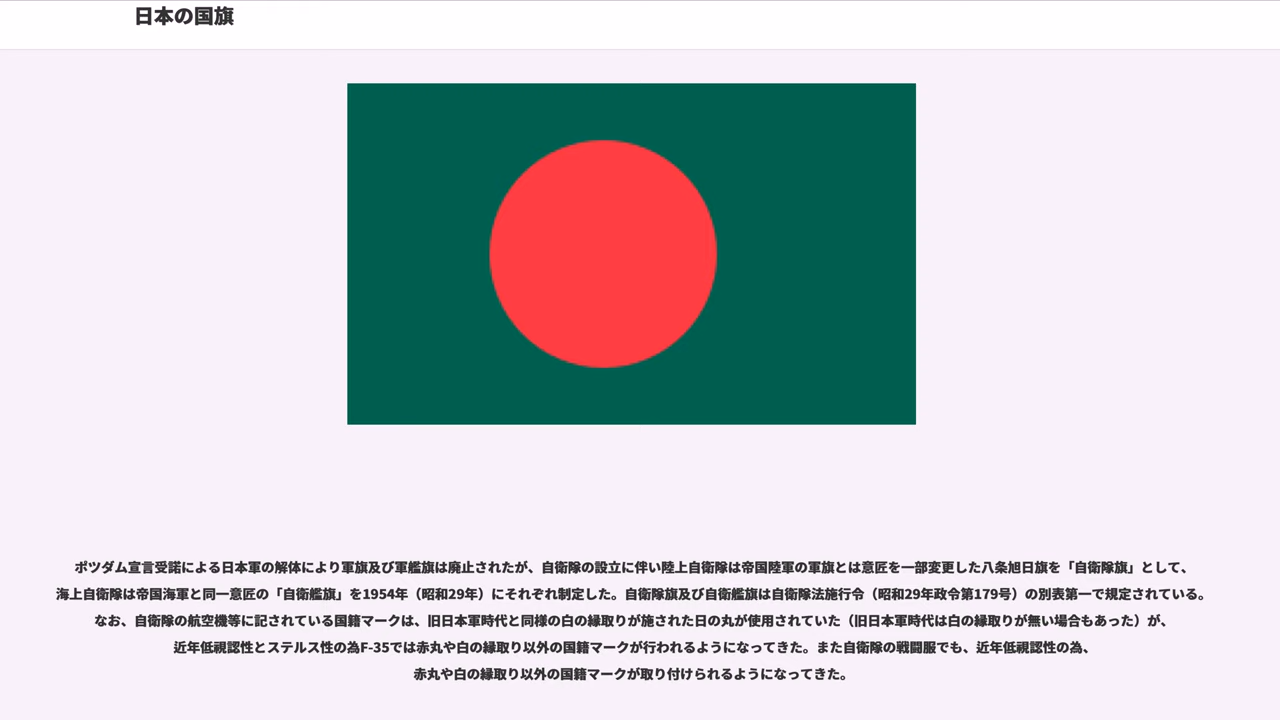 日本の国旗
ポツダム宣言受諾による日本軍の解体により軍旗及び軍艦旗は廃止されたが、自衛隊の設立に伴い陸上自衛隊は帝国陸軍の軍旗とは意匠を一部変更した八条旭日旗を「自衛隊旗」として、
海上自衛隊は帝国海軍と同一意匠の「自衛艦旗」を1954年（昭和29年）にそれぞれ制定した。自衛隊旗及び自衛艦旗は自衛隊法施行令（昭和29年政令第179号）の別表第一で規定されている。
なお、自衛隊の航空機等に記されている国籍マークは、旧日本軍時代と同様の白の縁取りが施された日の丸が使用されていた（旧日本軍時代は白の縁取りが無い場合もあった）が、
近年低視認性とステルス性の為F-35では赤丸や白の縁取り以外の国籍マークが行われるようになってきた。また自衛隊の戦闘服でも、近年低視認性の為、
赤丸や白の縁取り以外の国籍マークが取り付けられるようになってきた。